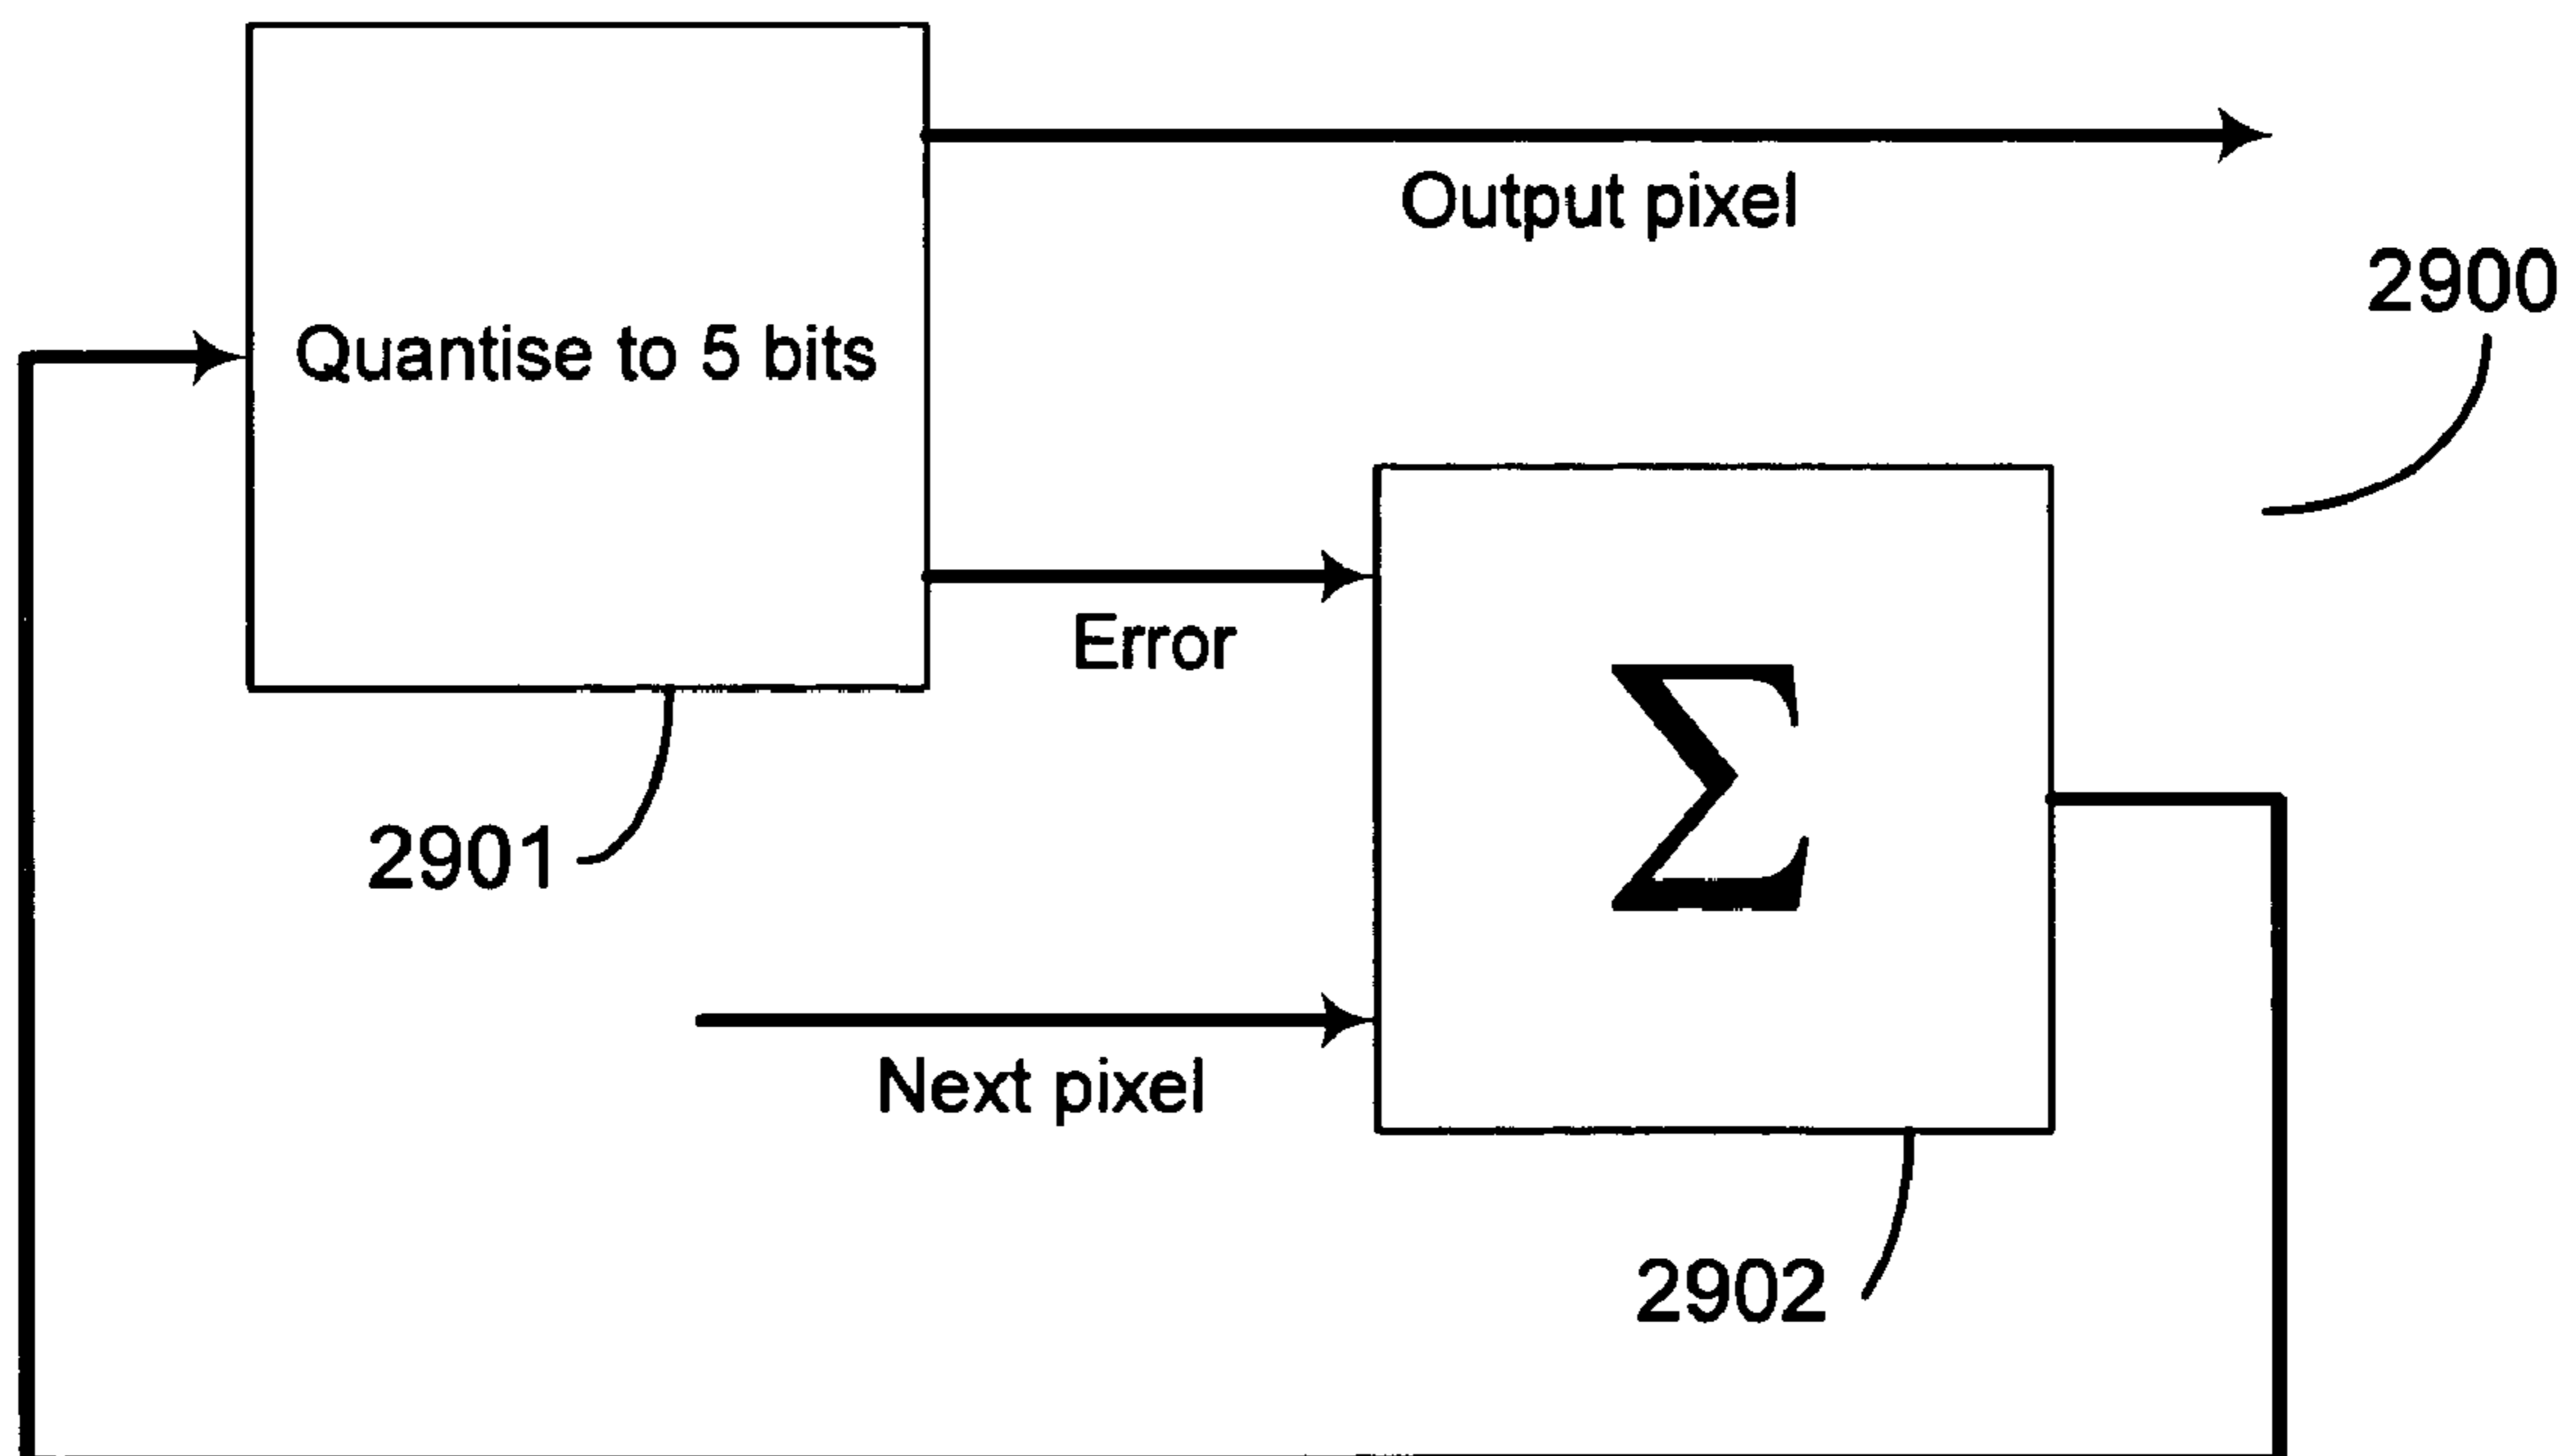 Output pixel
2900
Quantise to 5 bits
Error
Σ
2901
Next pixel
2902